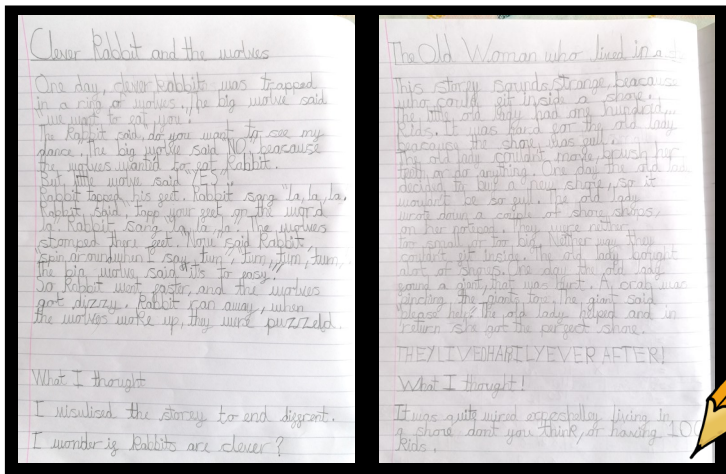 Clever Rabbit and the wolves
One day, clever Rabbit was trapped
in a ring of wolves. The big wolve said
"we want to eat you".
The Rabbit said, do you want to see my
dance. The big wolve said "NO", beacause
the wolves wanted to eat Rabbit.
But, little wolve said "YES"
Rabbit tapped his feet. Rabbit sang "la, la, la.
Rabbit, said, tapp your feet on the word
la. Rabbit sang "la, la, la." The wolves
stomped there feet. "Now" said Rabbit,
"spin around when I say, tum, tum, tum, tum,
the big, wolve, said "it's to easy.
So Rabbit went faster, and the wolves
got dizzy. Rabbit ran away, when
the wolves woke up, they were puzzeld.
What I thought
I visulised the storey to end different.
I wonder if Rabbits are clever?
The Old Woman who lived in a
This storey sounds strange, beacause
who could fit inside a shoe.
The little old lady had one hundred
kids. It was hard for the old lady
beacause the shoe was full.
The old lady couldn't move, brush her
teeth, or do anything. One day the old lady
decided to buy a new shoe, so it
wouldn't be so full. The old lady
wrote down a couple of shoe shops,
on her notpad. They were nether
too small or too big. Nether way they
couldn't fit inside. The old lady bought
alot of shoes. One day the old lady
found a giant, that was hurt. A crab was
pinching the giants toe. The giant said
"please help". The old lady helped and in
return she got the perfect shoe.
THEY LIVED HAPILY EVER AFTER!
What I thought!
It was quite wired especialley living in
a shoe dont you think, or having 100
kids.